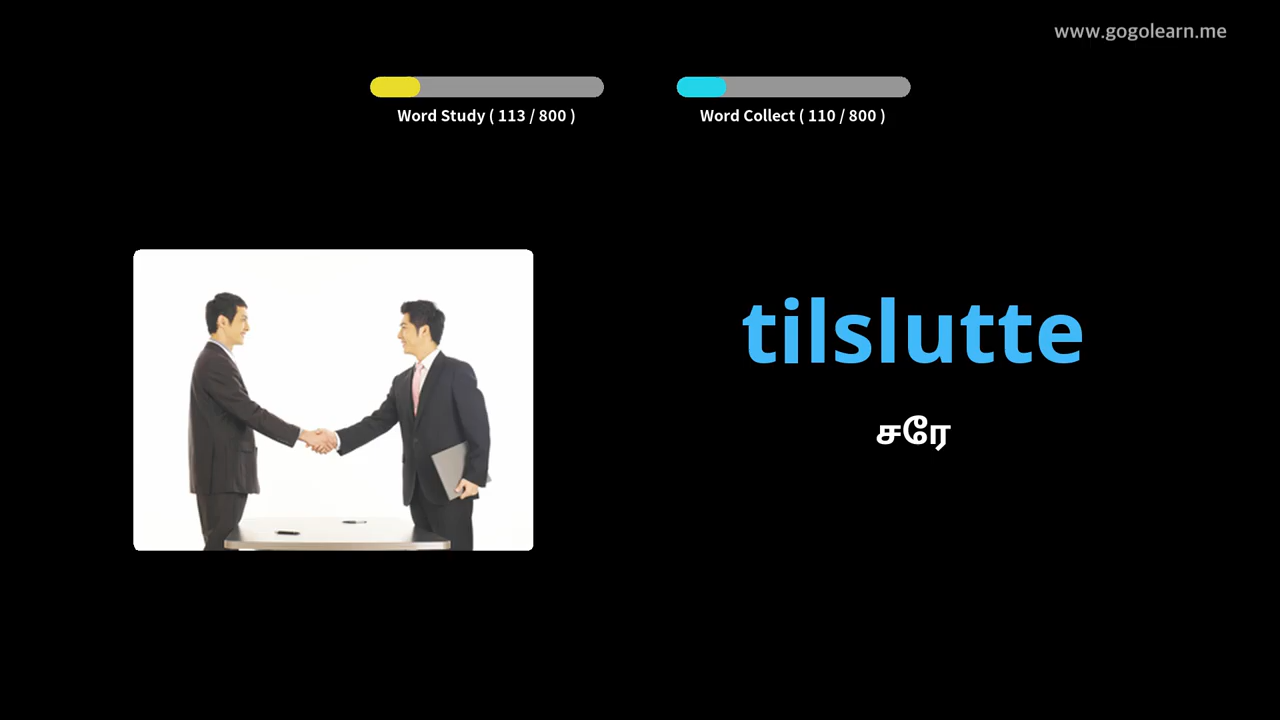 www.gogolearn.me
Word Study ( 113 / 800 )
Word Collect ( 110 / 800 )
tilslutte
சரே